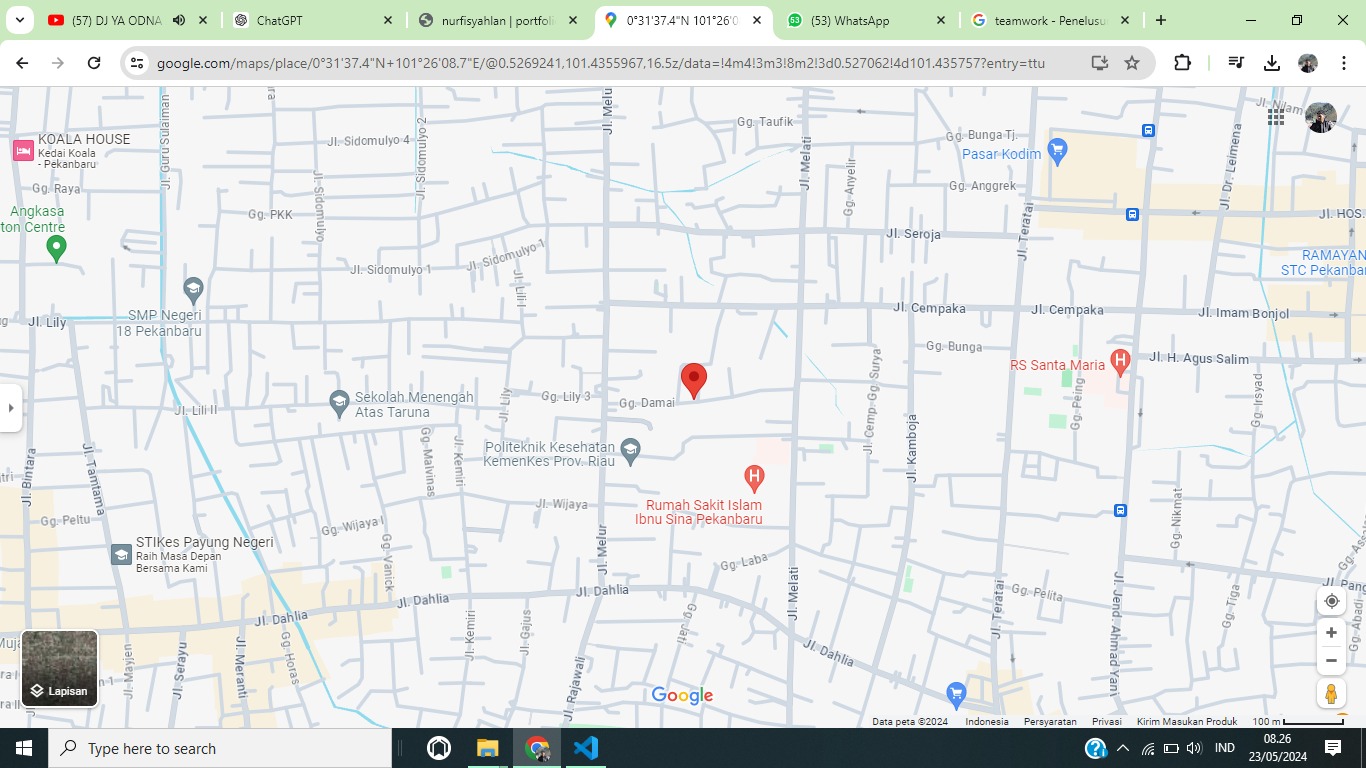 (57) DJ YA ODNA
ChatGPT
nurfisyahlan | portfoli
0°31'37.4"N 101°26'0
(53) WhatsApp
teamwork - Penelusu
google.com/maps/place/0°31'37.4"N+101°26'08.7"E/@0.5269241,101.4355967,16.5z/data=!4m4!3m3!8m2!3d0.527062!4d101.435757?entry=ttu
Jl. Guru Sulaiman
Jl. Sidomulyo 2
Jl. Melur
Gg. Taufik
Jl. Melati
Jl. Nilam
KOALA HOUSE
Kedai Koala
- Pekanbaru
Jl. Sidomulyo 4
Gg. Bunga Tj.
Pasar Kodim
Jl. Dr. Leimena
Gg. Raya
Jl. Sidomulyo
Gg. Anyelir
Gg. Anggrek
Angkasa
ton Centre
Gg. PKK
Jl. Teratai
Jl. HOS.
Jl. Seroja
Jl. Sidomulyo 1
Jl. Sidomulyo 1
RAMAYAN
STC Pekanbar
Jl. Lili I
SMP Negeri
18 Pekanbaru
Jl. Lily
Jl. Cempaka
Jl. Cempaka
Jl. Imam Bonjol
Gg. Bunga
RS Santa Maria
Jl. H. Agus Salim
Sekolah Menengah
Atas Taruna
Jl. Lily
Gg. Lily 3
Gg. Damai
Jl. Cemp. Gg. Surya
Gg. Peing
Gg. Irsyad
Jl. Lili II
Politeknik Kesehatan
KemenKes Prov. Riau
Jl. Kamboja
Gg. Malvinas
Jl. Kemiri
Jl. Bintara
Jl. Tamtama
Rumah Sakit Islam
Ibnu Sina Pekanbaru
Jl. Wijaya
Gg. Peltu
Gg. Wijaya I
Gg. Nikmat
STIKes Payung Negeri
Raih Masa Depan
Bersama Kami
Gg. Vanick
Jl. Melur
Gg. Laba
Jl. Melati
Jl. Teratai
Gg. Pelita
Jl. Jend. Ahmad Yani
Gg. Tiga
Gg. Abadi
Jl. Dahlia
Jl. Dahlia
Jl. Dahlia
Jl. Dahlia
Jl. Kemiri
Jl. Gajus
Gg. Jati
Jl. Mayjen
Jl. Serayu
Jl. Meranti
Gg. Horas
Jl. Rajawali
Lapisan
Google
Data peta ©2024
Indonesia
Persyaratan
Privasi
Kirim Masukan Produk
100 m
Type here to search
IND
08.26
23/05/2024